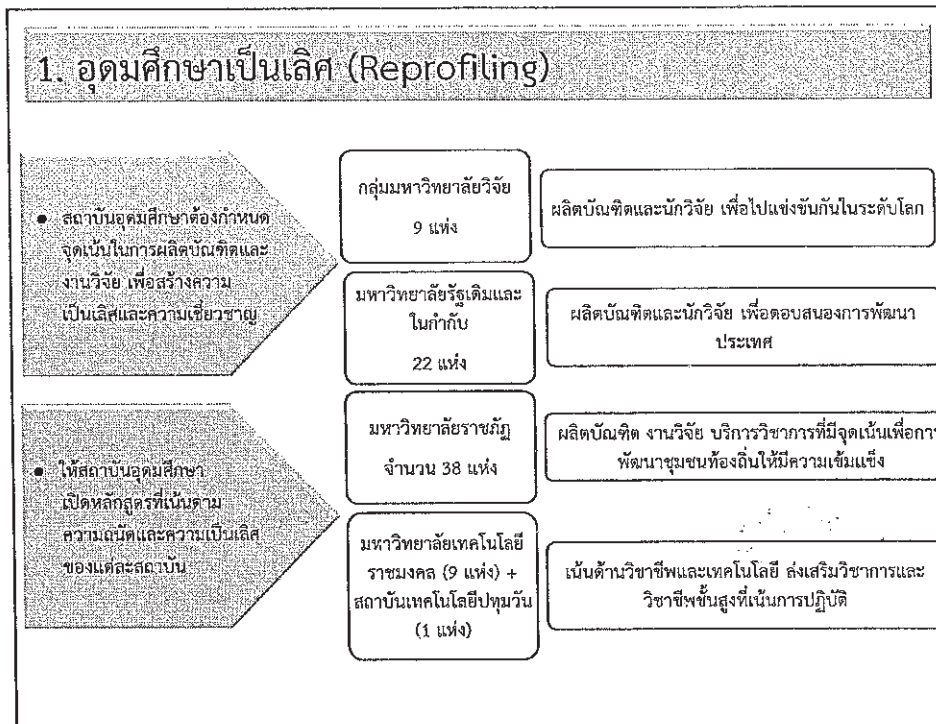 1. อุดมศึกษาเป็นเลิศ (Reprofiling)
● สถาบันอุดมศึกษาต้องกำหนด
จุดเน้นในการผลิตบัณฑิตและ
งานวิจัย เพื่อสร้างความ
เป็นเลิศและความเชี่ยวชาญ
กลุ่มมหาวิทยาลัยวิจัย
9 แห่ง
ผลิตบัณฑิตและนักวิจัย เพื่อไปแข่งขันกันในระดับโลก
มหาวิทยาลัยรัฐเดิมและ
ในกำกับ
22 แห่ง
ผลิตบัณฑิตและนักวิจัย เพื่อตอบสนองการพัฒนา
ประเทศ
● ให้สถาบันอุดมศึกษา
เปิดหลักสูตรที่เน้นตาม
ความถนัดและความเป็นเลิศ
ของแต่ละสถาบัน
มหาวิทยาลัยราชภัฏ
จำนวน 38 แห่ง
ผลิตบัณฑิต งานวิจัย บริการวิชาการที่มีจุดเน้นเพื่อการ
พัฒนาชุมชนท้องถิ่นให้มีความเข้มแข็ง
มหาวิทยาลัยเทคโนโลยี
ราชมงคล (9 แห่ง) +
สถาบันเทคโนโลยีปทุมวัน
(1 แห่ง)
เน้นด้านวิชาชีพและเทคโนโลยี ส่งเสริมวิชาการและ
วิชาชีพชั้นสูงที่เน้นการปฏิบัติ